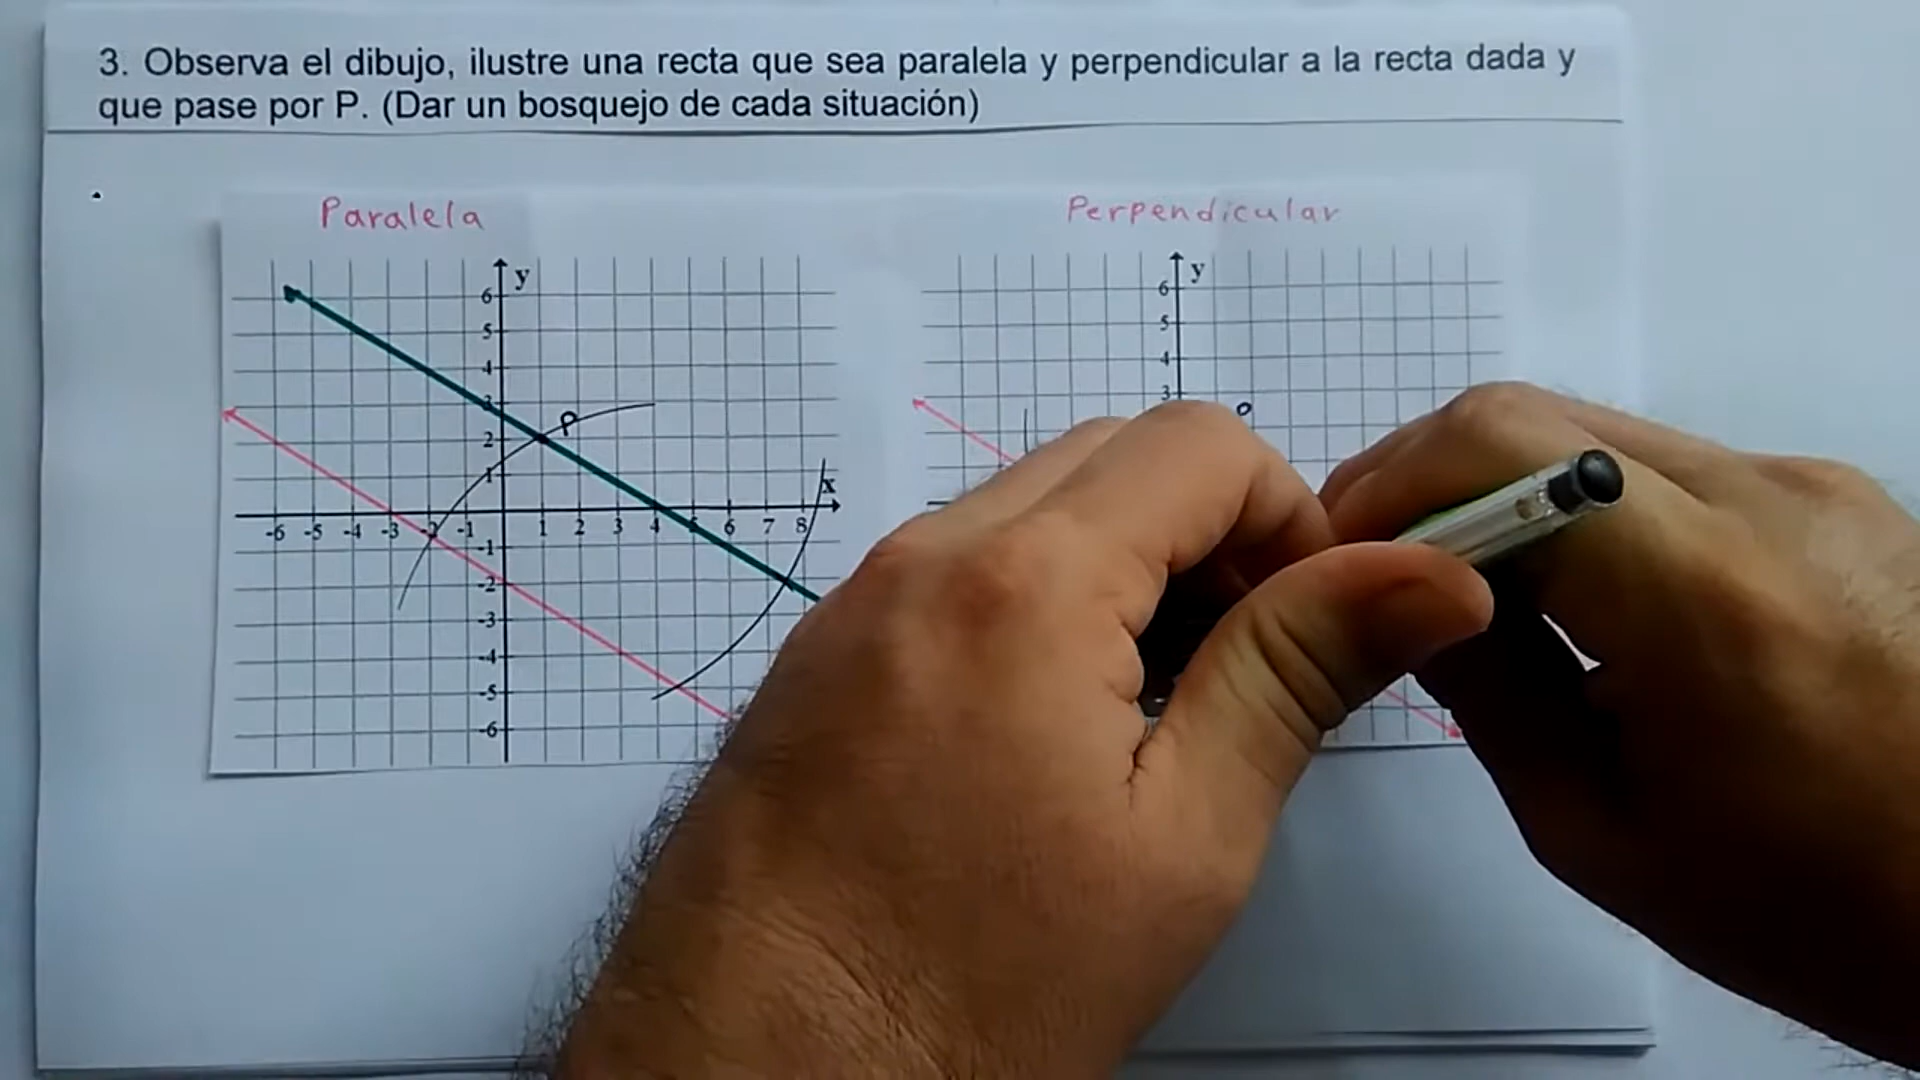 3. Observa el dibujo, ilustre una recta que sea paralela y perpendicular a la recta dada y
que pase por P. (Dar un bosquejo de cada situación)
Paralela
y
6
5
4
3
2
1
P
x
-6 -5 -4 -3 -2 -1 1 2 3 4 5 6 7 8
-1
-2
-3
-4
-5
-6
Perpendicular
y
6
5
4
3